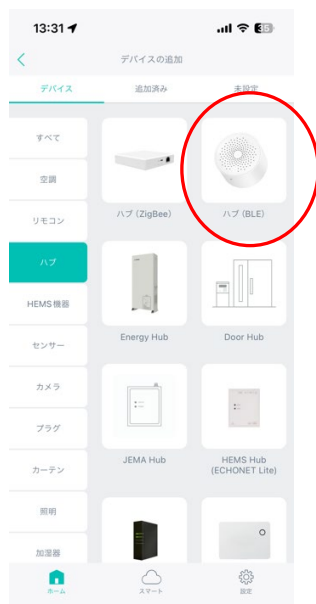 13:31
35
デバイスの追加
デバイス
追加済み
未設定
すべて
空調
リモコン
ハブ
HEMS機器
センサー
カメラ
プラグ
カーテン
照明
加湿器
ハブ (ZigBee)
ハブ (BLE)
Energy Hub
Door Hub
JEMA Hub
HEMS Hub
(ECHONET Lite)
ホーム
スマート
設定